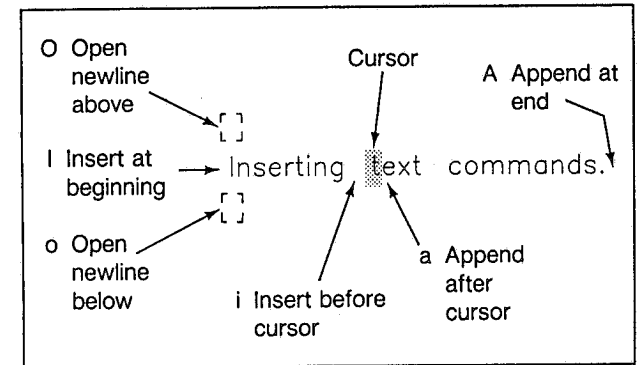 O Open
newline
above
Cursor
A Append at
end
I Insert at
beginning
Inserting text commands.
o Open
newline
below
i Insert before
cursor
a Append
after
cursor